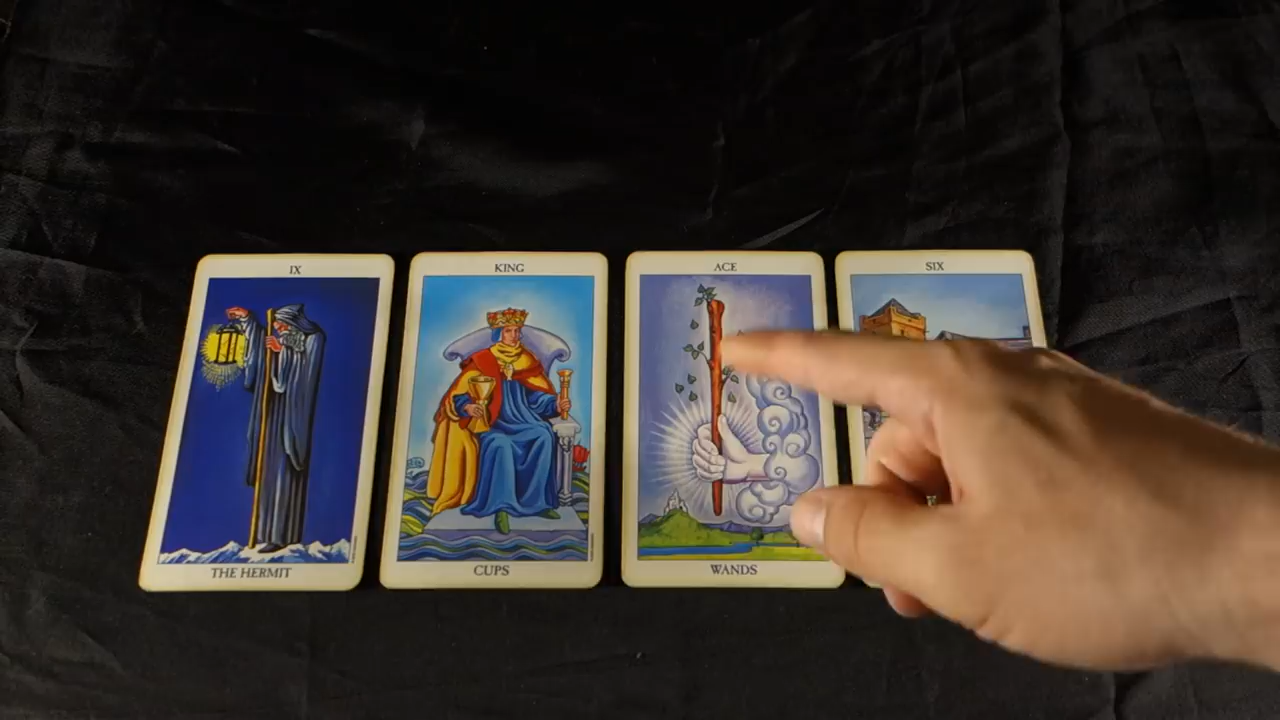 IX
THE HERMIT
KING
CUPS
ACE
WANDS
SIX